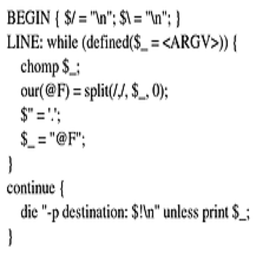 BEGIN { $/ = "\n"; $\ = "\n"; }
LINE: while (defined($_ = <ARGV>)) {
chomp $_;
our(@F) = split(/,/, $_, 0);
$" = '.';
$_ = "@F";
}
continue {
die "-p destination: $!\n" unless print $_;
}